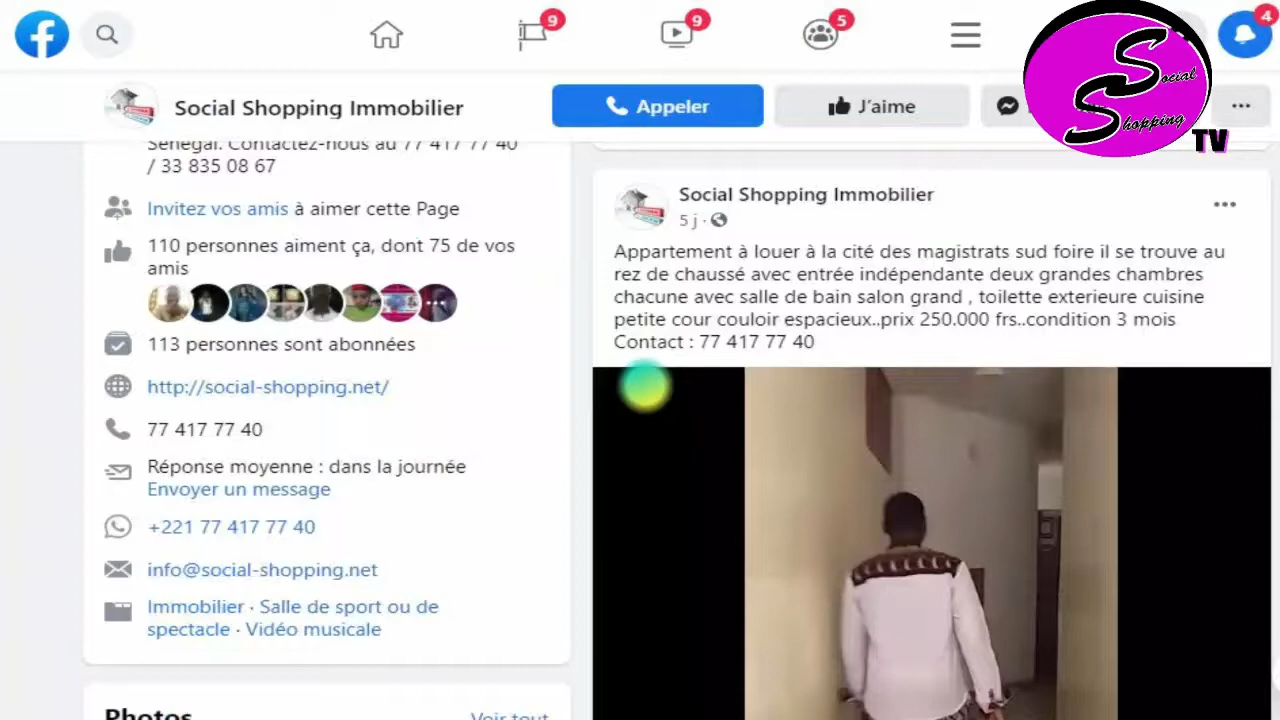 9
9
5
4
Social Shopping TV
Social Shopping Immobilier
Appeler
J'aime
Sénégal. Contactez-nous au 77 417 77 40
/ 33 835 08 67
Invitez vos amis à aimer cette Page
110 personnes aiment ça, dont 75 de vos
amis
113 personnes sont abonnées
http://social-shopping.net/
77 417 77 40
Réponse moyenne : dans la journée
Envoyer un message
+221 77 417 77 40
info@social-shopping.net
Immobilier · Salle de sport ou de
spectacle · Vidéo musicale
Photos
Voir tout
Social Shopping Immobilier
5 j ·
Appartement à louer à la cité des magistrats sud foire il se trouve au
rez de chaussé avec entrée indépendante deux grandes chambres
chacune avec salle de bain salon grand , toilette exterieure cuisine
petite cour couloir espacieux..prix 250.000 frs..condition 3 mois
Contact : 77 417 77 40